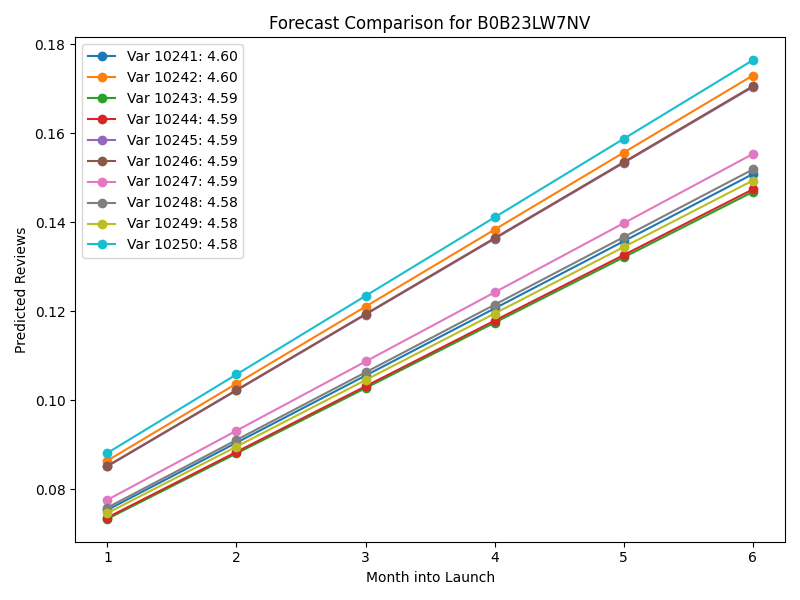 Forecast Comparison for B0B23LW7NV
0.18
0.16
0.14
0.12
0.10
0.08
Predicted Reviews
Var 10241: 4.60
Var 10242: 4.60
Var 10243: 4.59
Var 10244: 4.59
Var 10245: 4.59
Var 10246: 4.59
Var 10247: 4.59
Var 10248: 4.58
Var 10249: 4.58
Var 10250: 4.58
1 2 3 4 5 6
Month into Launch